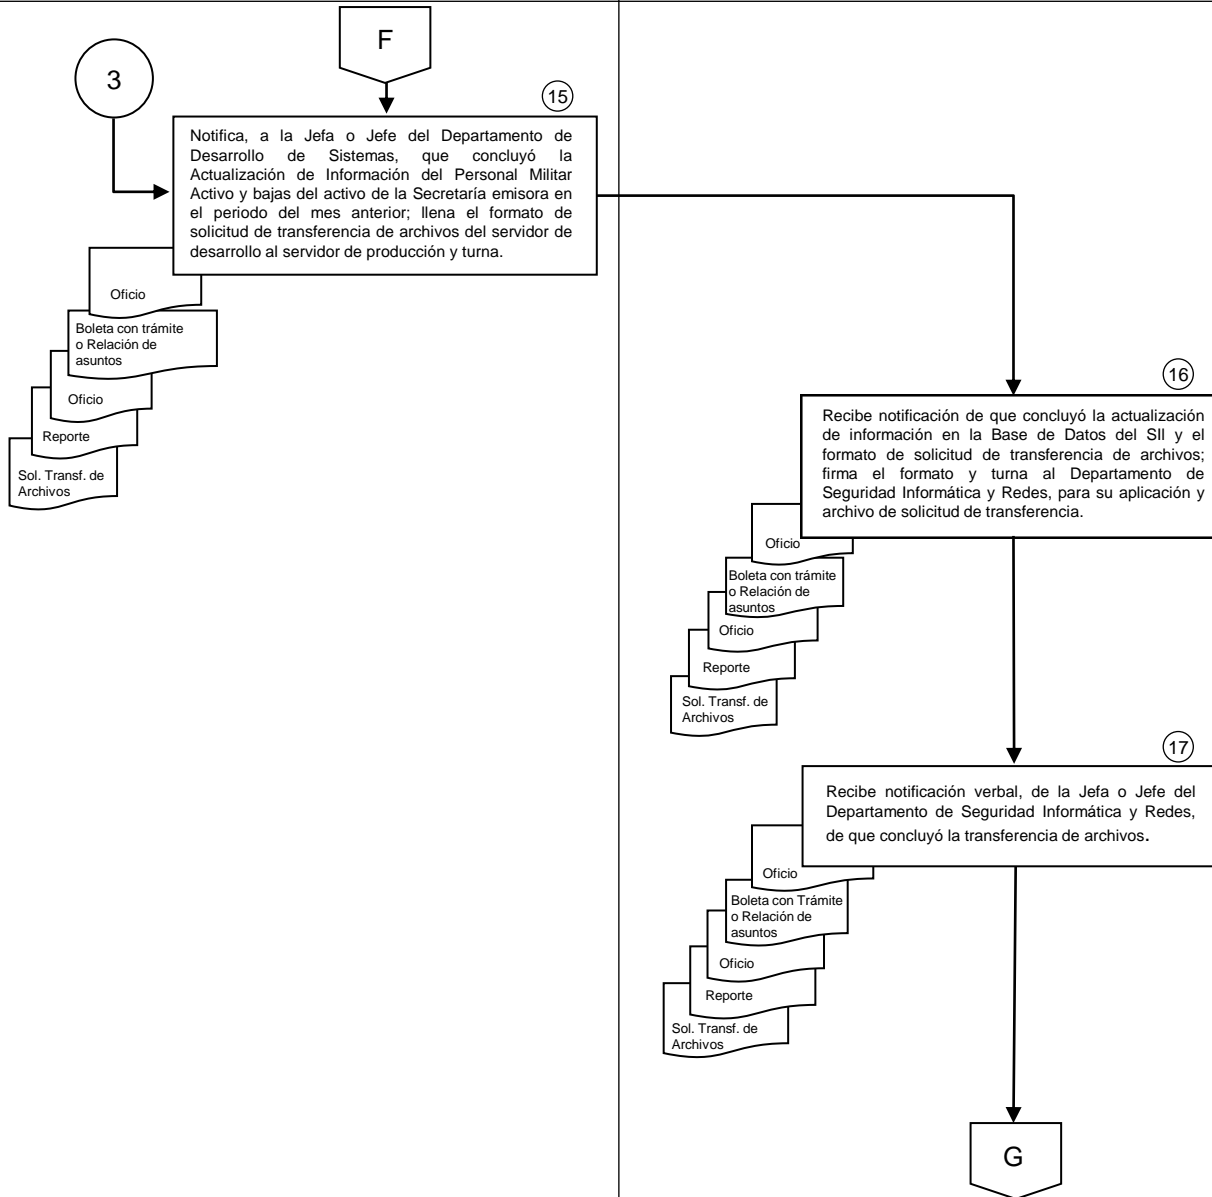 F
3
15
Notifica, a la Jefa o Jefe del Departamento de
Desarrollo de Sistemas, que concluyó la
Actualización de Información del Personal Militar
Activo y bajas del activo de la Secretaría emisora en
el periodo del mes anterior; llena el formato de
solicitud de transferencia de archivos del servidor de
desarrollo al servidor de producción y turna.
Oficio
Boleta con trámite
o Relación de
asuntos
Oficio
Reporte
Sol. Transf. de
Archivos
16
Recibe notificación de que concluyó la actualización
de información en la Base de Datos del SII y el
formato de solicitud de transferencia de archivos;
firma el formato y turna al Departamento de
Seguridad Informática y Redes, para su aplicación y
archivo de solicitud de transferencia.
Oficio
Boleta con trámite
o Relación de
asuntos
Oficio
Reporte
Sol. Transf. de
Archivos
17
Recibe notificación verbal, de la Jefa o Jefe del
Departamento de Seguridad Informática y Redes,
de que concluyó la transferencia de archivos.
Oficio
Boleta con Trámite
o Relación de
asuntos
Oficio
Reporte
Sol. Transf. de
Archivos
G